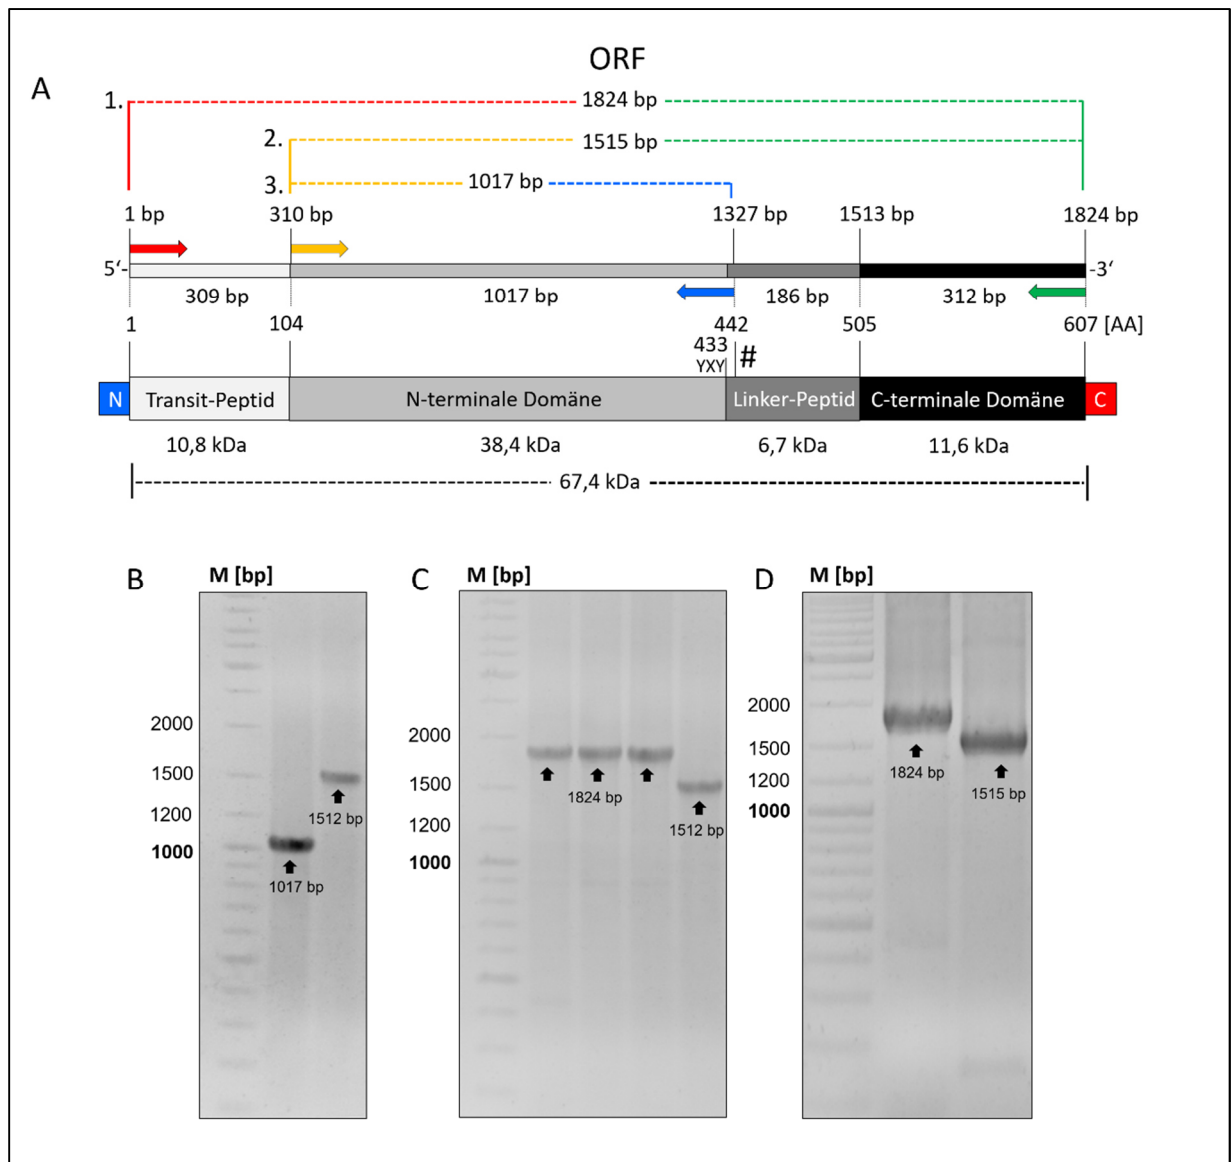 ORF
A
1. 1824 bp
2. 1515 bp
3. 1017 bp
1 bp 310 bp 1327 bp 1513 bp 1824 bp
5‘- -3‘
309 bp 1017 bp 186 bp 312 bp
1 104 442 505 607 [AA]
433 #
YXY
N Transit-Peptid N-terminale Domäne Linker-Peptid C-terminale Domäne C
10,8 kDa 38,4 kDa 6,7 kDa 11,6 kDa
67,4 kDa
B M [bp]
2000
1500
1200
1000
1512 bp
1017 bp
C M [bp]
2000
1500
1200
1000
1824 bp
1512 bp
D M [bp]
2000
1500
1200
1000
1824 bp
1515 bp